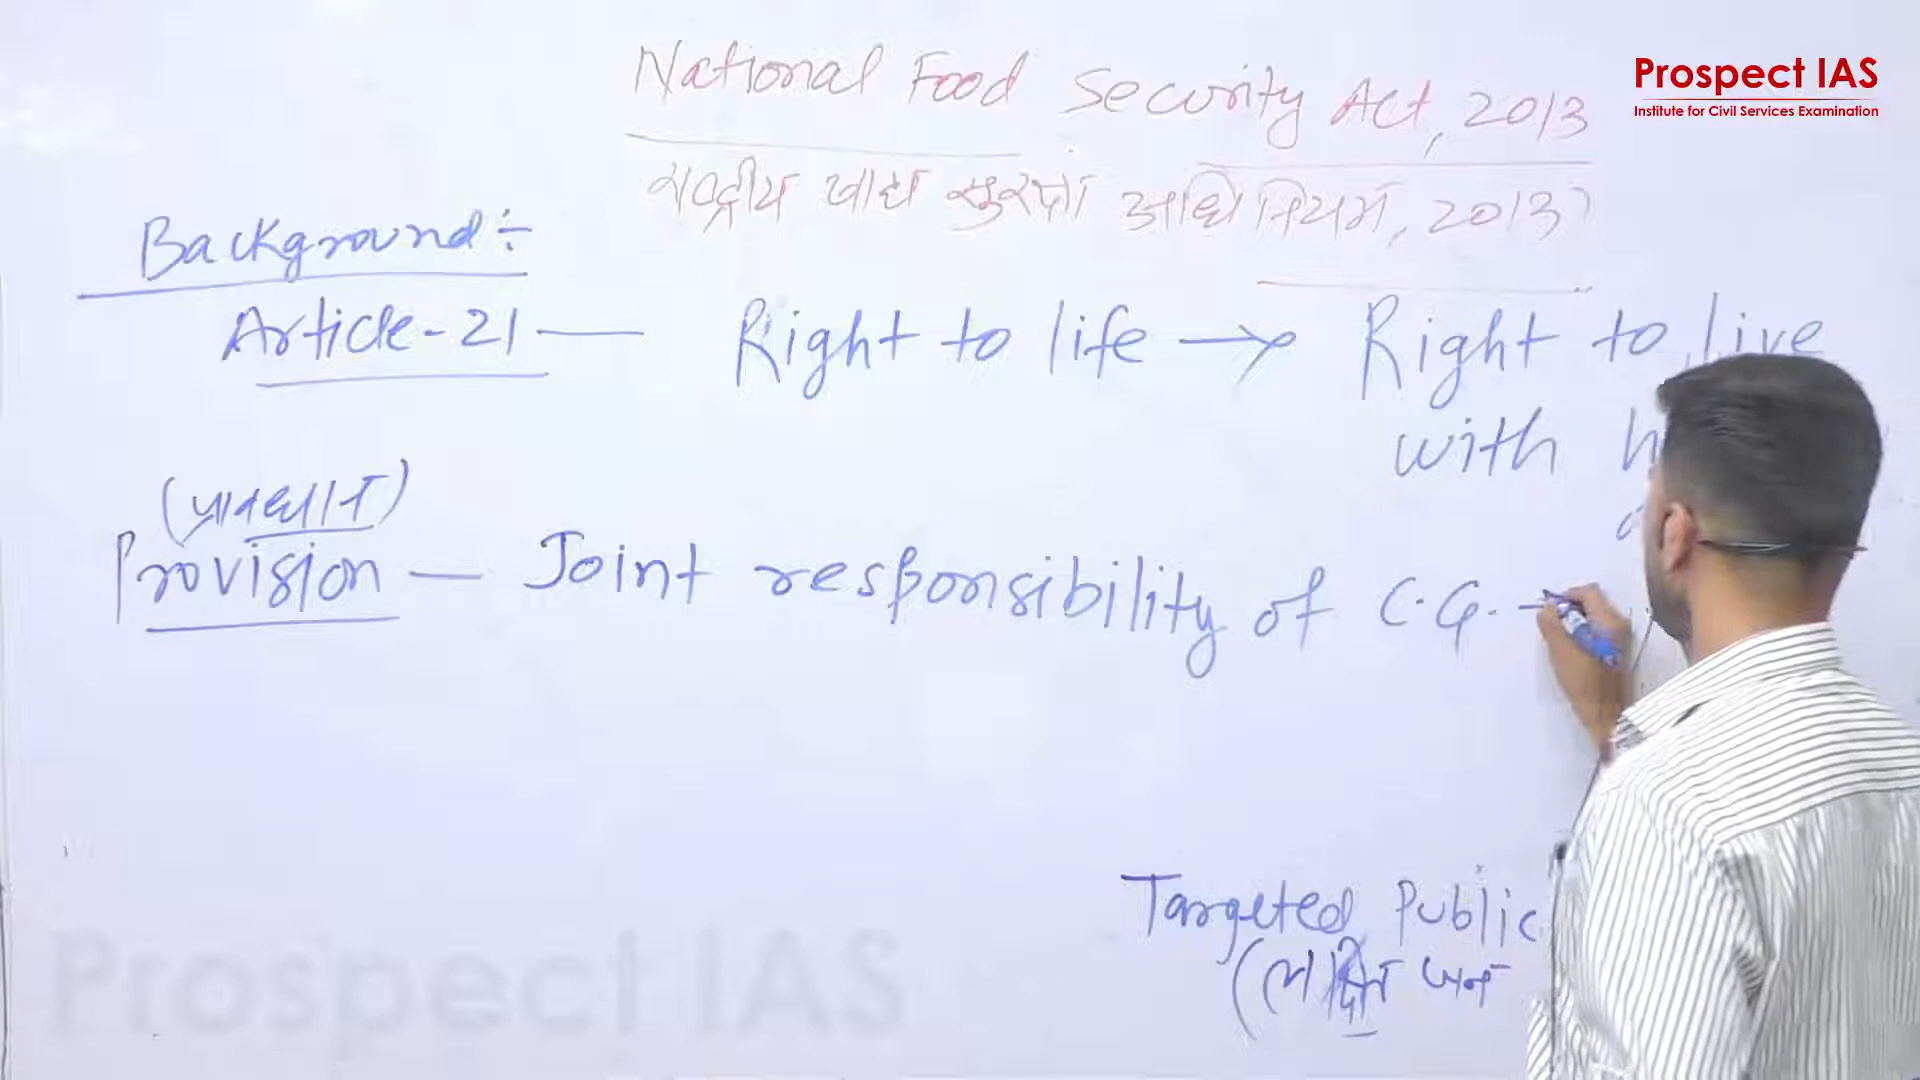 National Food Security Act, 2013
राष्ट्रीय खाद्य सुरक्षा अधिनियम, 2013
Prospect IAS
Institute for Civil Services Examination
Background ÷
Article-21 — Right to life → Right to live
with
(प्रावधान)
Provision — Joint responsibility of C.G.
Targeted Public
Prospect IAS